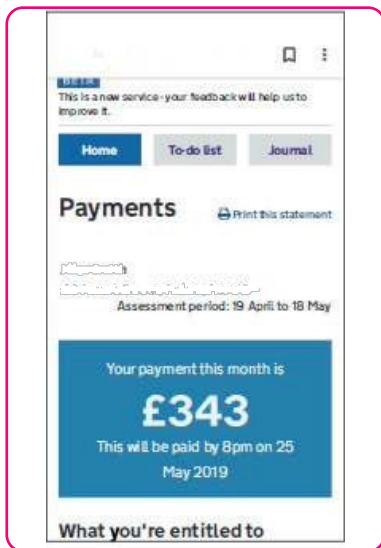 BETA
This is a new service - your feedback will help us to
improve it.
Home To-do list Journal
Payments Print this statement
Assessment period: 19 April to 18 May
Your payment this month is
£343
This will be paid by 8pm on 25
May 2019
What you're entitled to